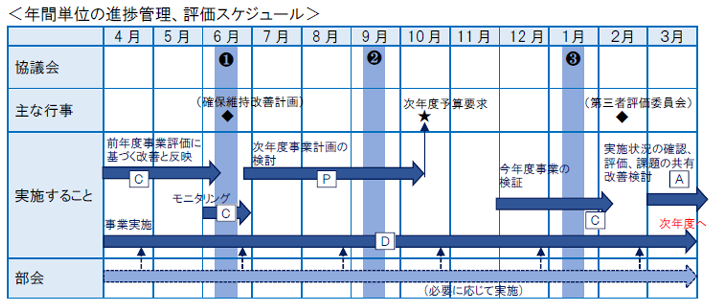 ＜年間単位の進捗管理、評価スケジュール＞
4月 5月 6月 7月 8月 9月 10月 11月 12月 1月 2月 3月
協議会 ❶ ❷ ❸
主な行事 (確保維持改善計画) 次年度予算要求 (第三者評価委員会)
◆ ★ ◆
実施すること
前年度事業評価に
基づく改善と反映
C
次年度事業計画の
検討
P
今年度事業の
検証
C
実施状況の確認、
評価、課題の共有
改善検討
A
モニタリング
C
事業実施
D
次年度へ
部会
(必要に応じて実施)